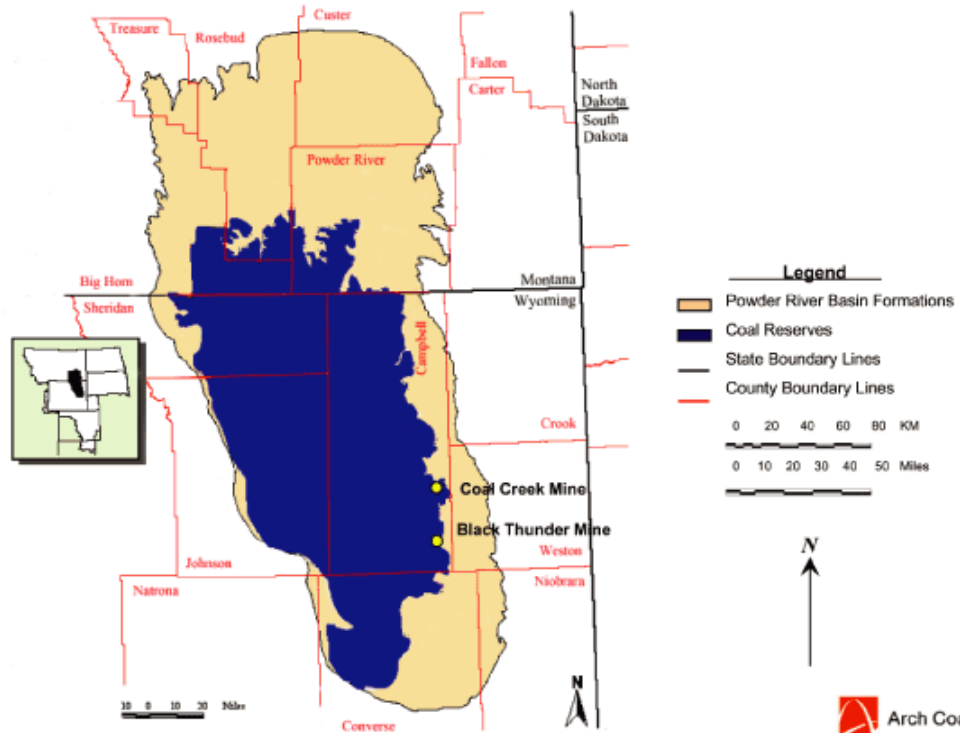 Custer
Treasure
Rosebud
Fallon
Carter
North
Dakota
South
Dakota
Powder River
Big Horn
Montana
Sheridan
Wyoming
Campbell
Crook
Coal Creek Mine
Black Thunder Mine
Weston
Johnson
Niobrara
Natrona
Converse
10 0 10 20 Miles
N
Legend
Powder River Basin Formations
Coal Reserves
State Boundary Lines
County Boundary Lines
0 20 40 60 80 KM
0 10 20 30 40 50 Miles
N
Arch Coa